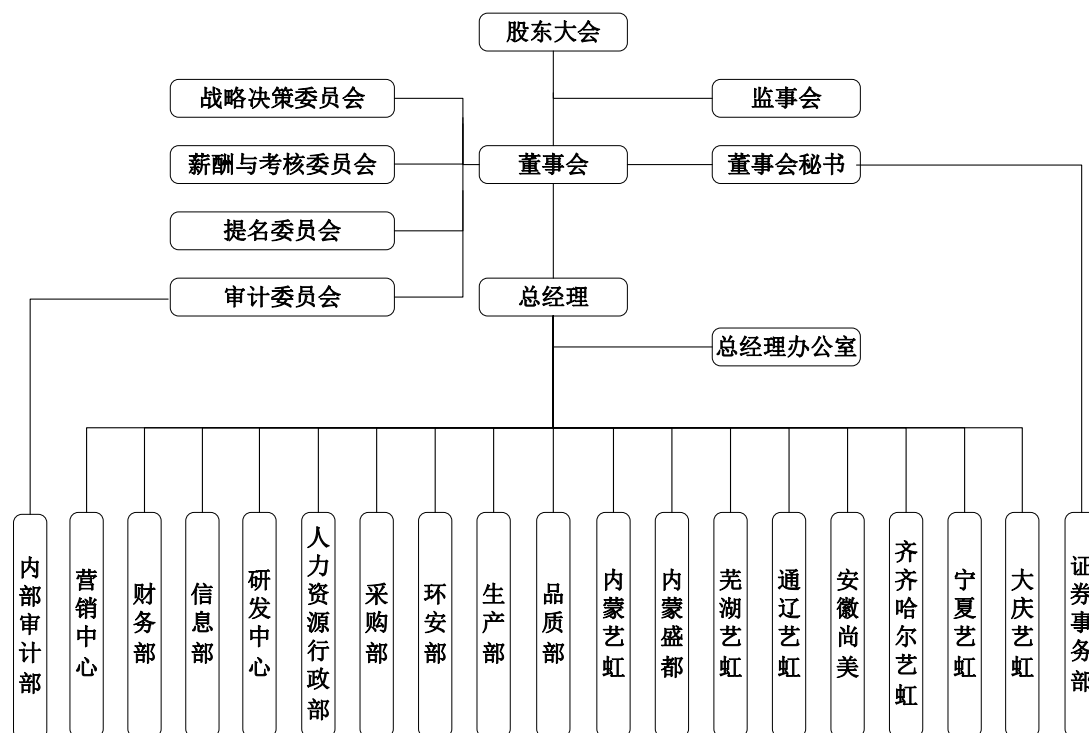 股东大会
战略决策委员会
监事会
薪酬与考核委员会
董事会
董事会秘书
提名委员会
审计委员会
总经理
总经理办公室
内部审计部
营销中心
财务部
信息部
研发中心
人力资源行政部
采购部
环安部
生产部
品质部
内蒙艺虹
内蒙盛都
芜湖艺虹
通辽艺虹
安徽尚美
齐齐哈尔艺虹
宁夏艺虹
大庆艺虹
证券事务部